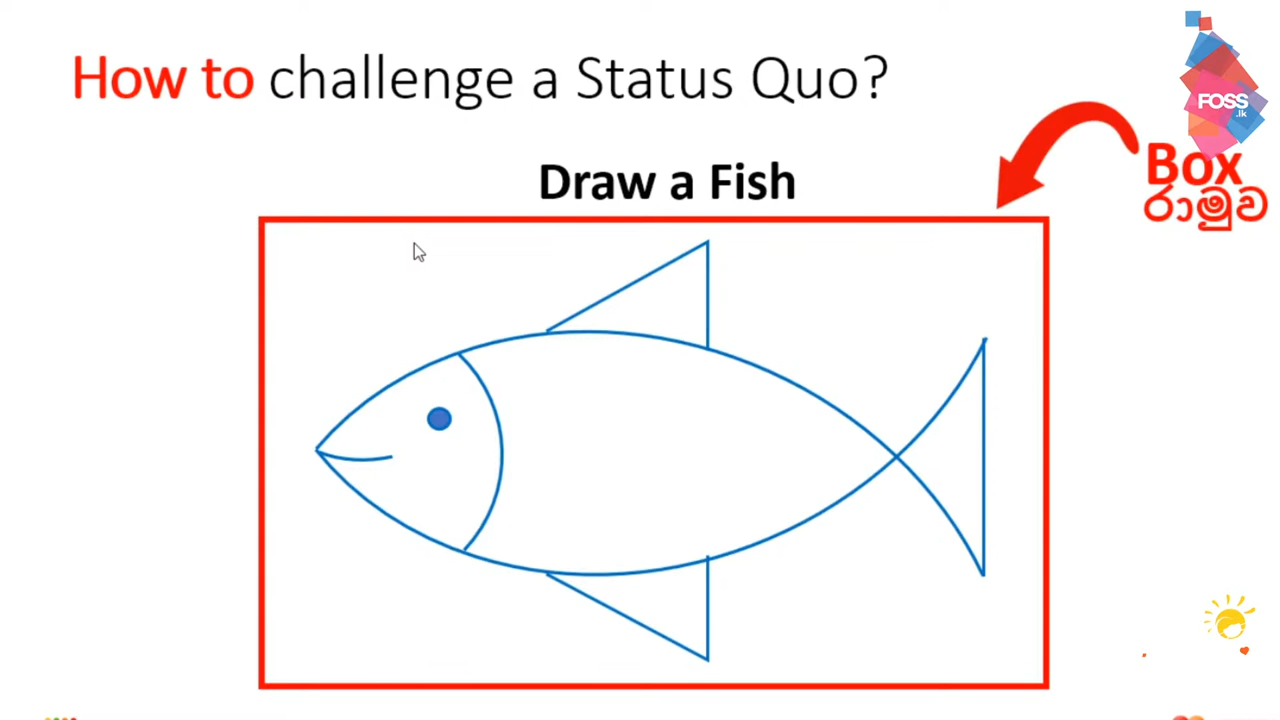 How to challenge a Status Quo?
FOSS
.lk
Draw a Fish
Box
රාමුව